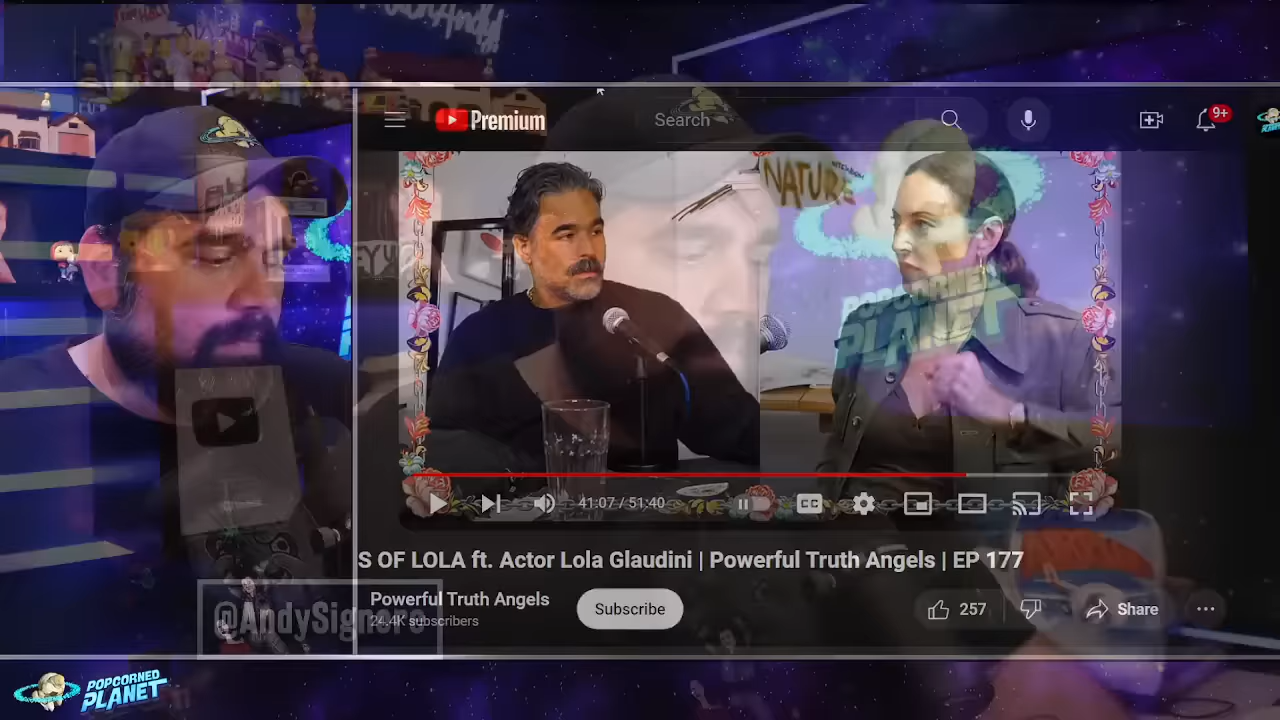 Premium
Search
9+
NATURE
POPCORNED
PLANET
41:07 / 51:40
CC
S OF LOLA ft. Actor Lola Glaudini | Powerful Truth Angels | EP 177
Powerful Truth Angels
24.4K subscribers
Subscribe
257
Share
@AndySignore
POPCORNED
PLANET